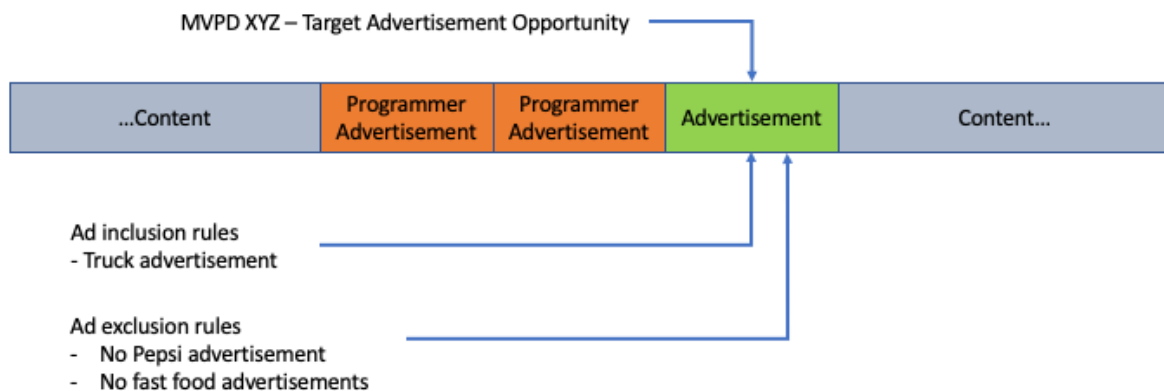 MVPD XYZ – Target Advertisement Opportunity
...Content
Programmer
Advertisement
Programmer
Advertisement
Advertisement
Content...
Ad inclusion rules
- Truck advertisement
Ad exclusion rules
- No Pepsi advertisement
- No fast food advertisements